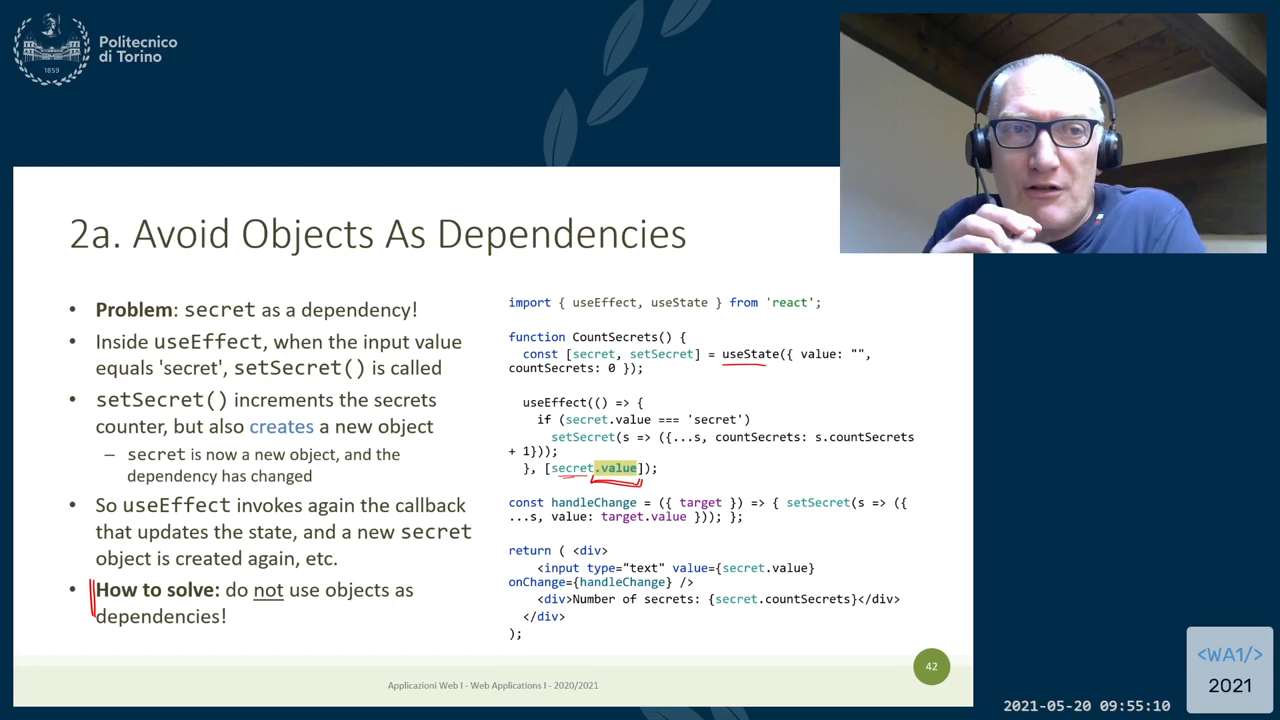 Politecnico
di Torino
1859
2a. Avoid Objects As Dependencies
• Problem: secret as a dependency!
• Inside useEffect, when the input value
equals 'secret', setSecret() is called
• setSecret() increments the secrets
counter, but also creates a new object
– secret is now a new object, and the
dependency has changed
• So useEffect invokes again the callback
that updates the state, and a new secret
object is created again, etc.
• How to solve: do not use objects as
dependencies!
import { useEffect, useState } from 'react';
function CountSecrets() {
const [secret, setSecret] = useState({ value: "",
countSecrets: 0 });
useEffect(() => {
if (secret.value === 'secret')
setSecret(s => ({...s, countSecrets: s.countSecrets
+ 1}));
}, [secret.value]);
const handleChange = ({ target }) => { setSecret(s => ({
...s, value: target.value })); };
return ( <div>
<input type="text" value={secret.value}
onChange={handleChange} />
<div>Number of secrets: {secret.countSecrets}</div>
</div>
);
42
Applicazioni Web I - Web Applications I - 2020/2021
<WA1/>
2021
2021-05-20 09:55:10